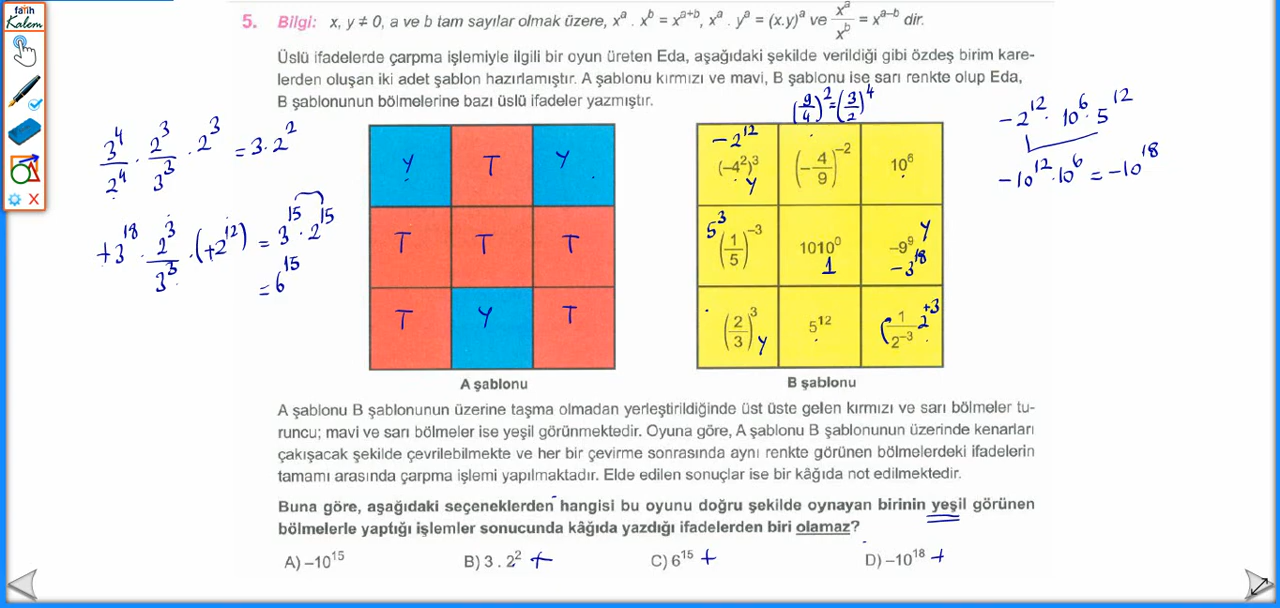 fatih
Kalem
5. Bilgi: x, y ≠ 0, a ve b tam sayılar olmak üzere, xᵃ . xᵇ = xᵃ⁺ᵇ, xᵃ . yᵃ = (x.y)ᵃ ve xᵃ/xᵇ = xᵃ⁻ᵇ dir.
Üslü ifadelerde çarpma işlemiyle ilgili bir oyun üreten Eda, aşağıdaki şekilde verildiği gibi özdeş birim kare-
lerden oluşan iki adet şablon hazırlamıştır. A şablonu kırmızı ve mavi, B şablonu ise sarı renkte olup Eda,
B şablonunun bölmelerine bazı üslü ifadeler yazmıştır.
3⁴/2⁴ . 2³/3³ . 2³ = 3.2²
+3¹⁸ . 2³/3³ . (+2¹²) = 3¹⁵ . 2¹⁵
= 6¹⁵
Y T Y
T T T
T Y T
A şablonu
(9/4)² = (3/2)⁴
-2¹²
(-4²)³ Y (-4/9)⁻² 10⁶
5³ (1/5)⁻³ 1010⁰ 1 -9⁹ Y -3¹⁸
(2/3)³ Y 5¹² (1/2⁻³ 2⁺³
B şablonu
-2¹² . 10⁶ . 5¹²
-10¹² . 10⁶ = -10¹⁸
A şablonu B şablonunun üzerine taşma olmadan yerleştirildiğinde üst üste gelen kırmızı ve sarı bölmeler tu-
runcu; mavi ve sarı bölmeler ise yeşil görünmektedir. Oyuna göre, A şablonu B şablonunun üzerinde kenarları
çakışacak şekilde çevrilebilmekte ve her bir çevirme sonrasında aynı renkte görünen bölmelerdeki ifadelerin
tamamı arasında çarpma işlemi yapılmaktadır. Elde edilen sonuçlar ise bir kâğıda not edilmektedir.
Buna göre, aşağıdaki seçeneklerden hangisi bu oyunu doğru şekilde oynayan birinin yeşil görünen
bölmelerle yaptığı işlemler sonucunda kâğıda yazdığı ifadelerden biri olamaz?
A) -10¹⁵ B) 3 . 2² + C) 6¹⁵ + D) -10¹⁸ +